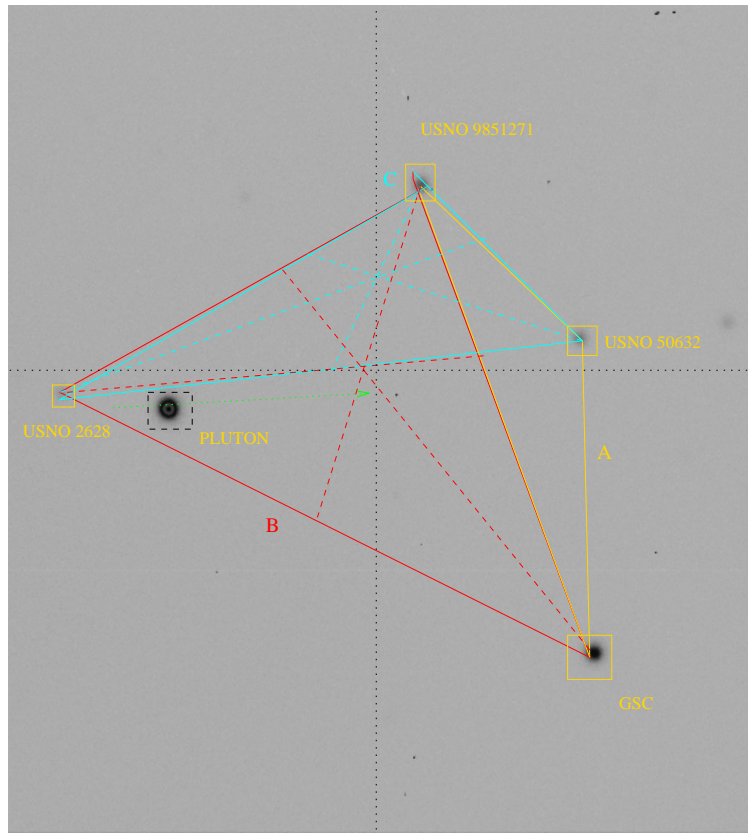 USNO 9851271
C
USNO 50632
USNO 2628
PLUTON
A
B
GSC